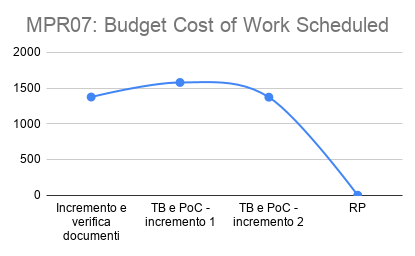 MPR07: Budget Cost of Work Scheduled
2000
1500
1000
500
0
Incremento e
verifica
documenti
TB e PoC -
incremento 1
TB e PoC -
incremento 2
RP